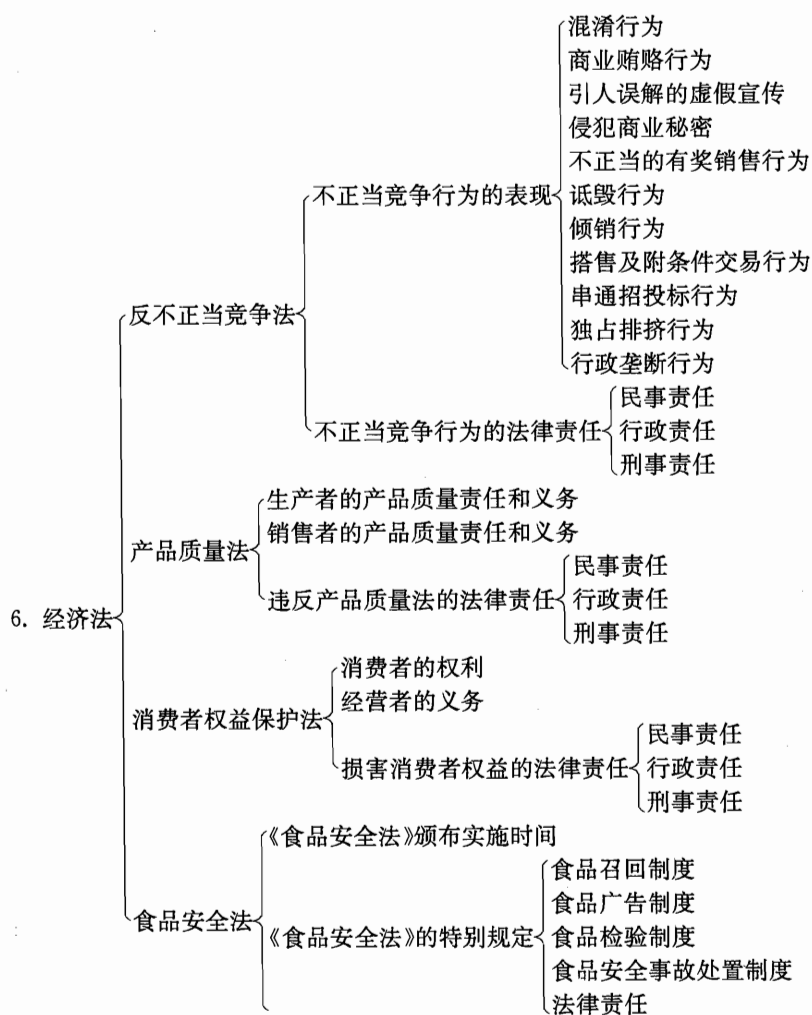 混淆行为
商业贿赂行为
引人误解的虚假宣传
侵犯商业秘密
不正当的有奖销售行为
不正当竞争行为的表现
诋毁行为
倾销行为
搭售及附条件交易行为
串通招投标行为
反不正当竞争法
独占排挤行为
行政垄断行为
民事责任
不正当竞争行为的法律责任
行政责任
刑事责任
生产者的产品质量责任和义务
销售者的产品质量责任和义务
产品质量法
民事责任
违反产品质量法的法律责任
行政责任
6. 经济法
刑事责任
消费者的权利
经营者的义务
消费者权益保护法
民事责任
损害消费者权益的法律责任
行政责任
刑事责任
《食品安全法》颁布实施时间
食品召回制度
食品广告制度
食品安全法
《食品安全法》的特别规定
食品检验制度
食品安全事故处置制度
法律责任